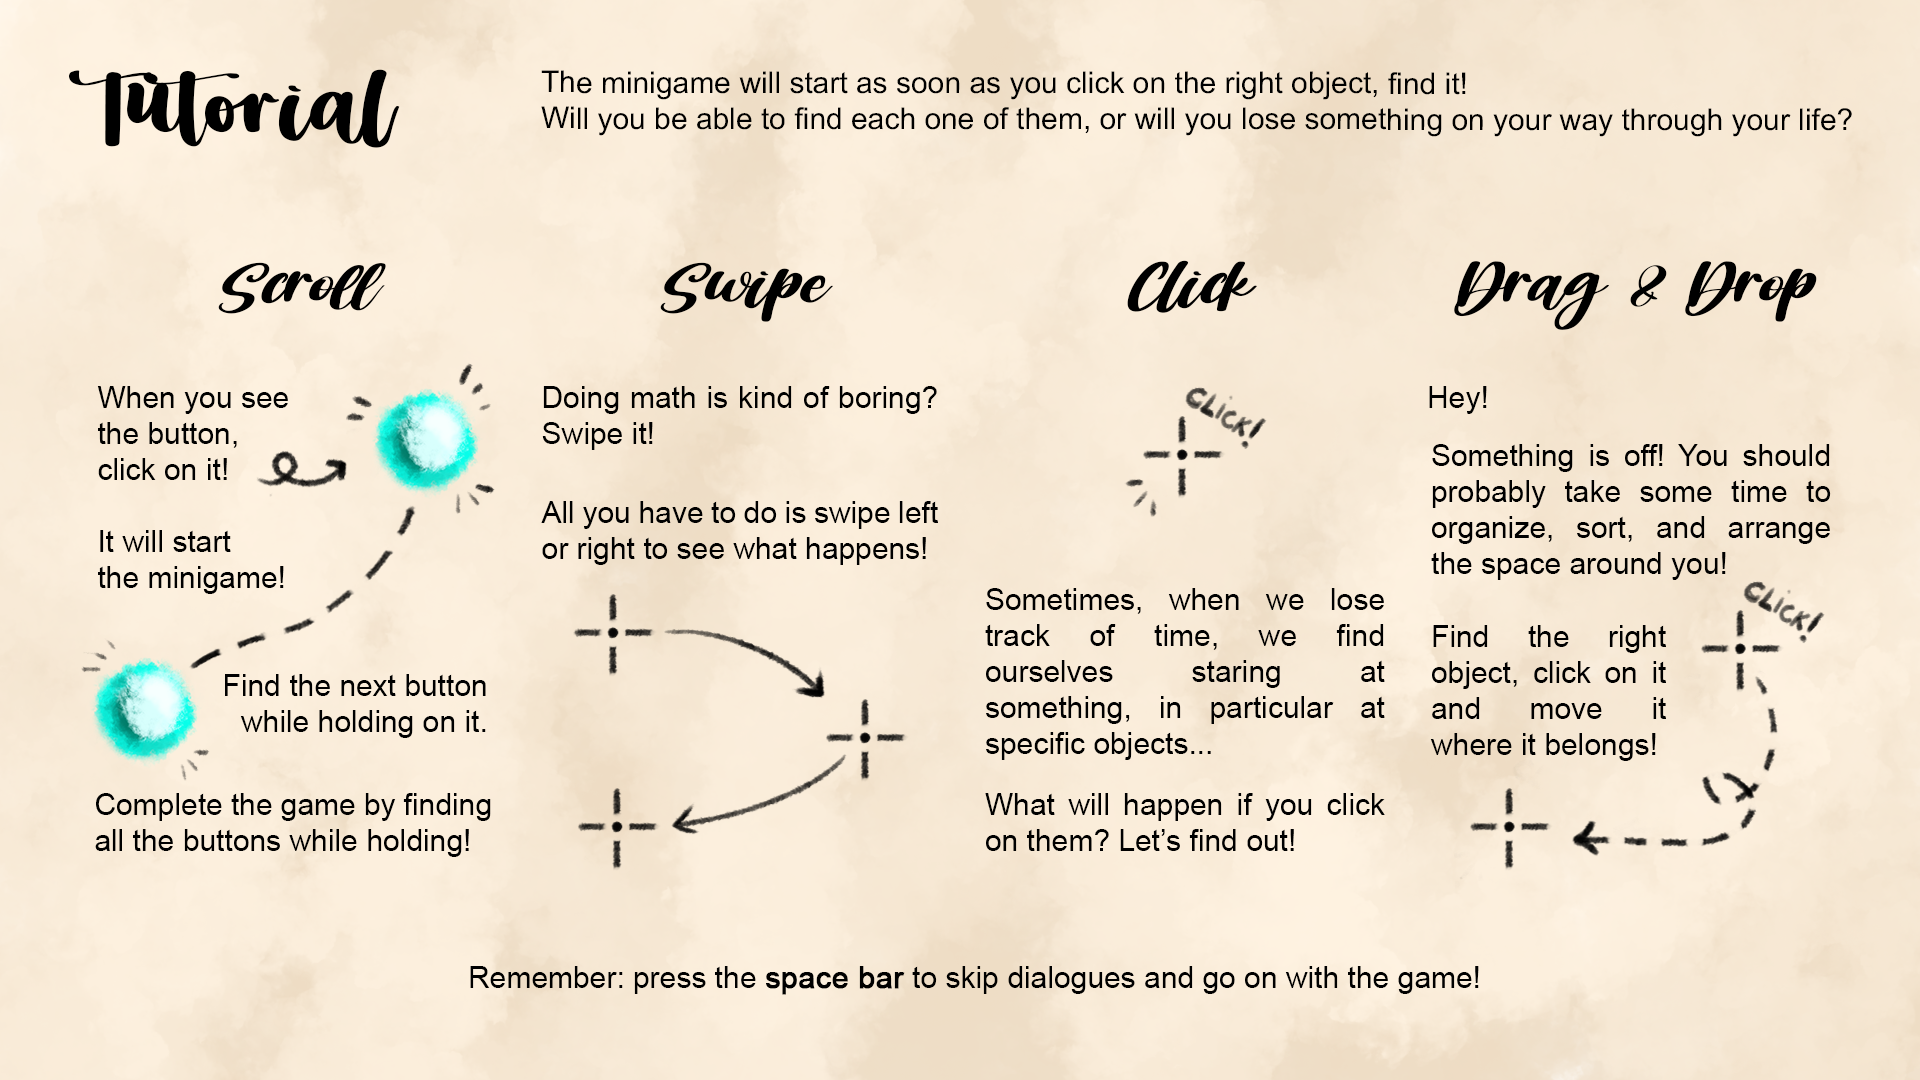 Tutorial
The minigame will start as soon as you click on the right object, find it!
Will you be able to find each one of them, or will you lose something on your way through your life?
Scroll
When you see
the button,
click on it!
It will start
the minigame!
Find the next button
while holding on it.
Complete the game by finding
all the buttons while holding!
Swipe
Doing math is kind of boring?
Swipe it!
All you have to do is swipe left
or right to see what happens!
Click
CLICK!
Sometimes, when we lose
track of time, we find
ourselves staring at
something, in particular at
specific objects...
What will happen if you click
on them? Let’s find out!
Drag & Drop
Hey!
Something is off! You should
probably take some time to
organize, sort, and arrange
the space around you!
CLICK!
Find the right
object, click on it
and move it
where it belongs!
Remember: press the space bar to skip dialogues and go on with the game!